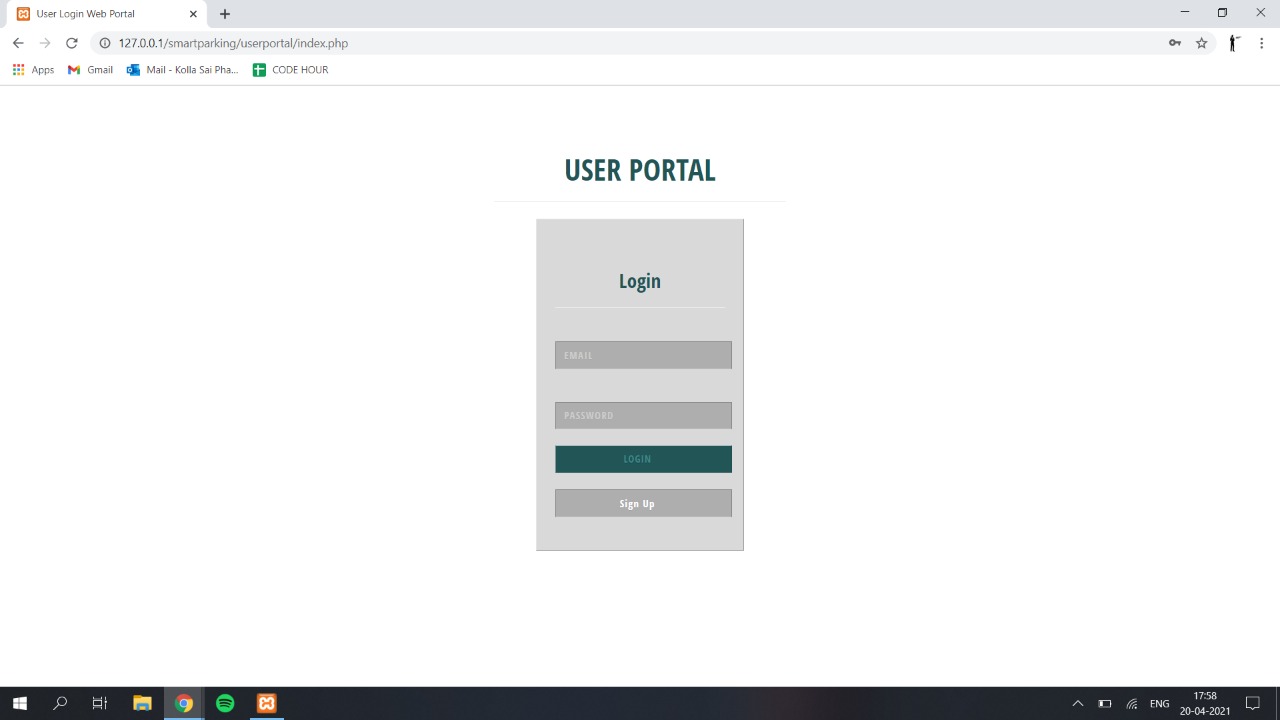 User Login Web Portal
127.0.0.1/smartparking/userportal/index.php
Apps Gmail Mail - Kolla Sai Pha... CODE HOUR
USER PORTAL
Login
EMAIL
PASSWORD
LOGIN
Sign Up
ENG
17:58
20-04-2021